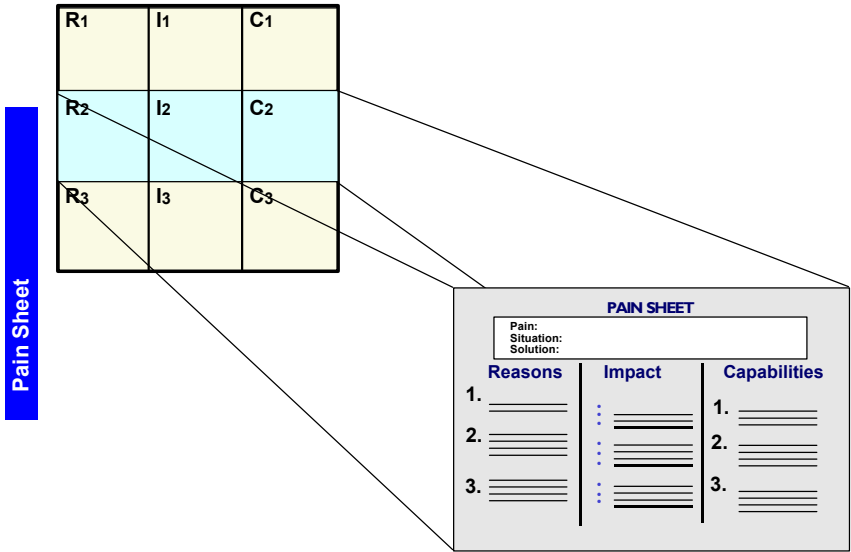 R1 I1 C1
R2 I2 C2
R3 I3 C3
Pain Sheet
PAIN SHEET
Pain:
Situation:
Solution:
Reasons Impact Capabilities
1. 1.
2. 2.
3. 3.